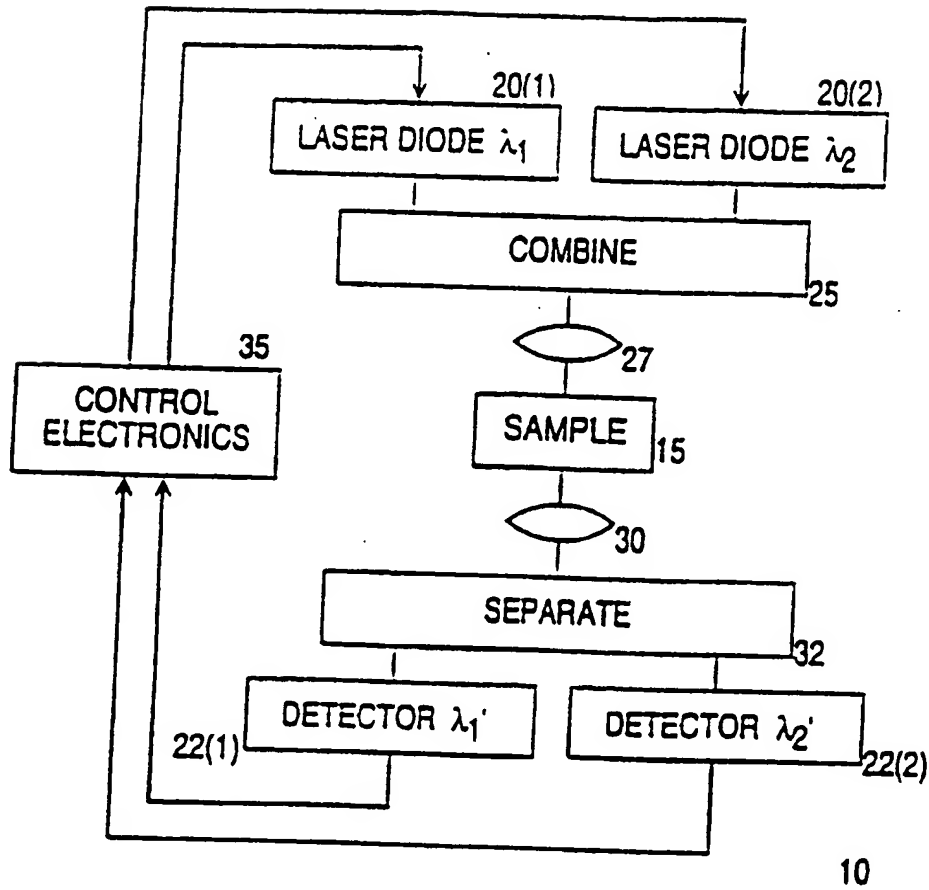 20(1)
20(2)
LASER DIODE λ1
LASER DIODE λ2
COMBINE
25
27
35
CONTROL
ELECTRONICS
SAMPLE
15
30
SEPARATE
32
DETECTOR λ1'
DETECTOR λ2'
22(1)
22(2)
10